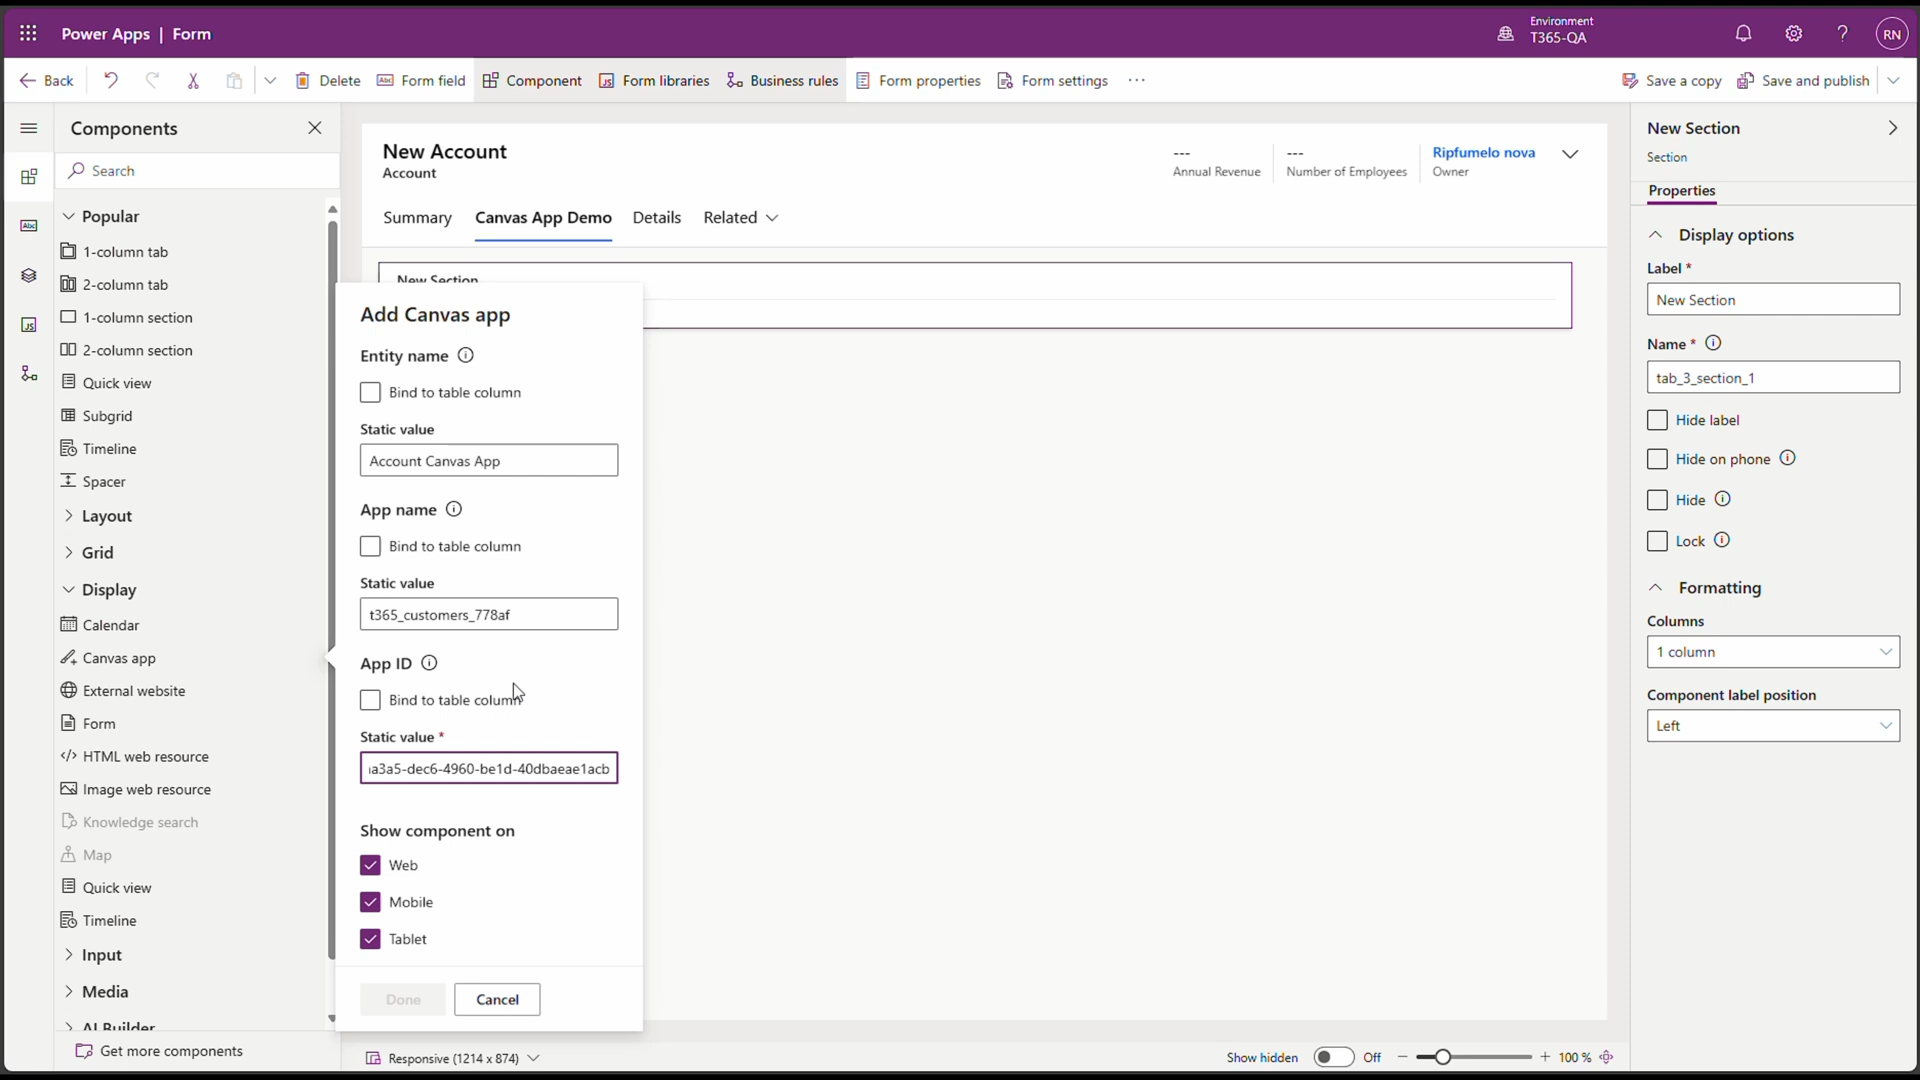 Power Apps | Form
Environment
T365-QA
RN
Back
Delete
Form field
Component
Form libraries
Business rules
Form properties
Form settings
Save a copy
Save and publish
Components
Search
Popular
1-column tab
2-column tab
1-column section
2-column section
Quick view
Subgrid
Timeline
Spacer
Layout
Grid
Display
Calendar
Canvas app
External website
Form
HTML web resource
Image web resource
Knowledge search
Map
Quick view
Timeline
Input
Media
AI Builder
Get more components
New Account
Account
---
Annual Revenue
---
Number of Employees
Ripfumelo nova
Owner
Summary
Canvas App Demo
Details
Related
New Section
Add Canvas app
Entity name
Bind to table column
Static value
Account Canvas App
App name
Bind to table column
Static value
t365_customers_778af
App ID
Bind to table column
Static value *
a3a5-dec6-4960-be1d-40dbaeae1acb
Show component on
Web
Mobile
Tablet
Done
Cancel
Responsive (1214 x 874)
Show hidden
Off
100 %
New Section
Section
Properties
Display options
Label *
New Section
Name *
tab_3_section_1
Hide label
Hide on phone
Hide
Lock
Formatting
Columns
1 column
Component label position
Left